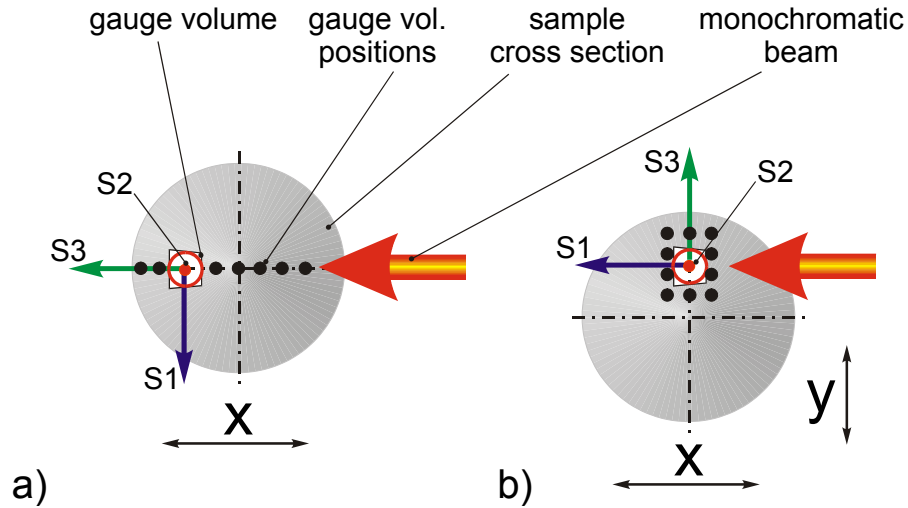 gauge volume
gauge vol.
positions
sample
cross section
monochromatic
beam
S2
S3
S1
X
a)
S3
S2
S1
y
X
b)